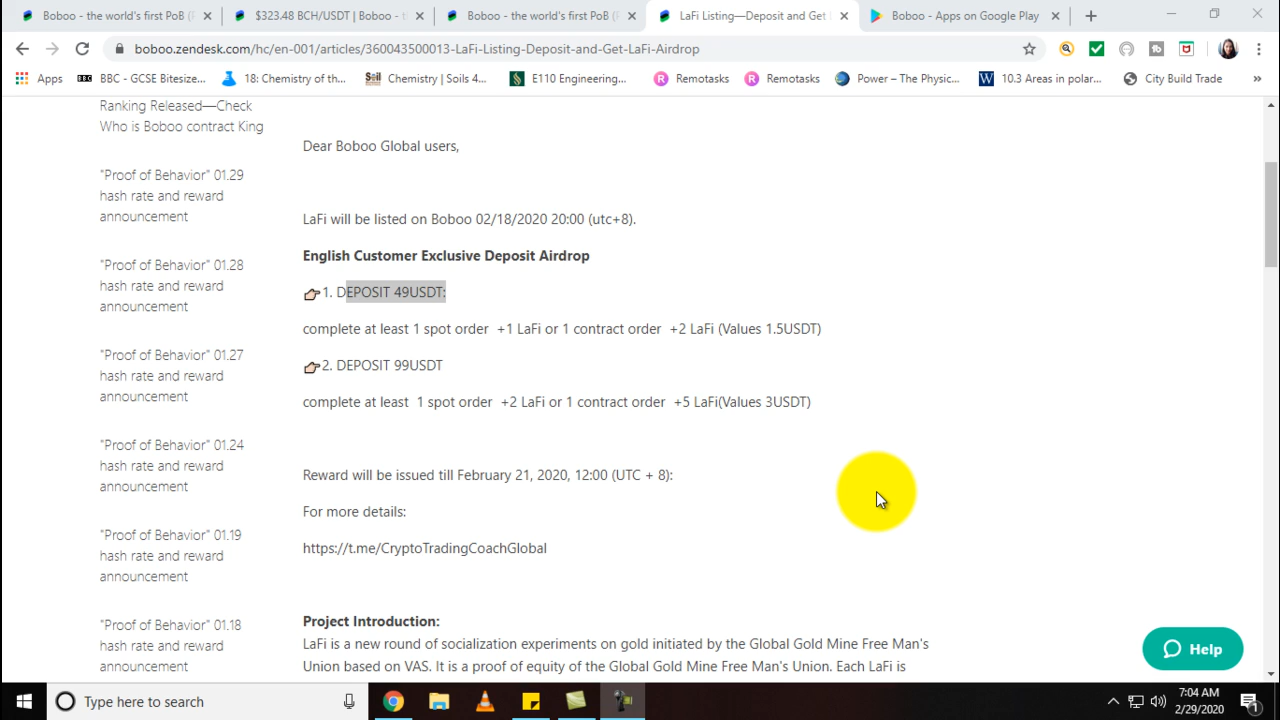 Boboo - the world's first PoB (P
$323.48 BCH/USDT | Boboo - t
Boboo - the world's first PoB (P
LaFi Listing—Deposit and Get L
Boboo - Apps on Google Play
boboo.zendesk.com/hc/en-001/articles/360043500013-LaFi-Listing-Deposit-and-Get-LaFi-Airdrop
Apps
BBC BBC - GCSE Bitesize...
18: Chemistry of th...
Soil Chemistry | Soils 4...
E110 Engineering...
R Remotasks
R Remotasks
Power – The Physic...
W 10.3 Areas in polar...
City Build Trade
»
Ranking Released—Check
Who is Boboo contract King
"Proof of Behavior" 01.29
hash rate and reward
announcement
"Proof of Behavior" 01.28
hash rate and reward
announcement
"Proof of Behavior" 01.27
hash rate and reward
announcement
"Proof of Behavior" 01.24
hash rate and reward
announcement
"Proof of Behavior" 01.19
hash rate and reward
announcement
"Proof of Behavior" 01.18
hash rate and reward
announcement
Dear Boboo Global users,
LaFi will be listed on Boboo 02/18/2020 20:00 (utc+8).
English Customer Exclusive Deposit Airdrop
👉1. DEPOSIT 49USDT:
complete at least 1 spot order +1 LaFi or 1 contract order +2 LaFi (Values 1.5USDT)
👉2. DEPOSIT 99USDT
complete at least 1 spot order +2 LaFi or 1 contract order +5 LaFi(Values 3USDT)
Reward will be issued till February 21, 2020, 12:00 (UTC + 8):
For more details:
https://t.me/CryptoTradingCoachGlobal
Project Introduction:
LaFi is a new round of socialization experiments on gold initiated by the Global Gold Mine Free Man's
Union based on VAS. It is a proof of equity of the Global Gold Mine Free Man's Union. Each LaFi is
Help
Type here to search
7:04 AM
2/29/2020
1